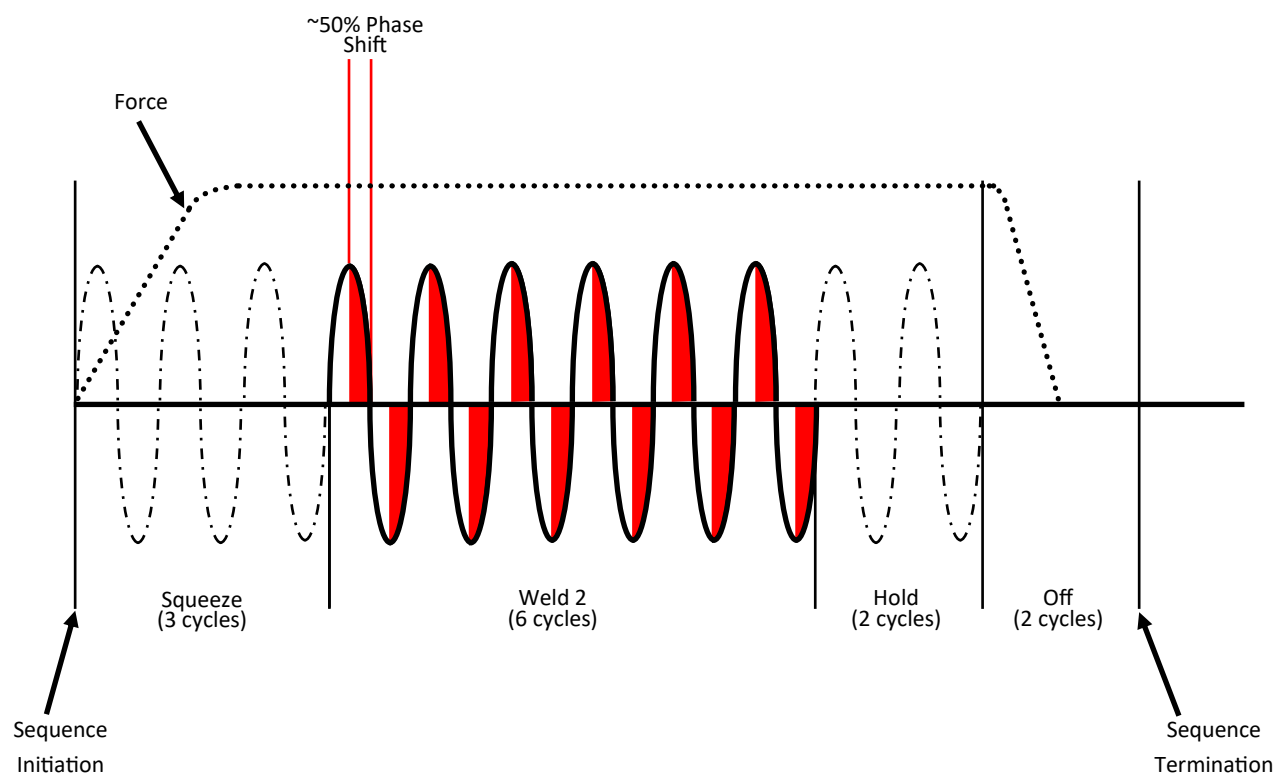 ~50% Phase
Shift
Force
Squeeze
(3 cycles)
Weld 2
(6 cycles)
Hold
(2 cycles)
Off
(2 cycles)
Sequence
Initiation
Sequence
Termination